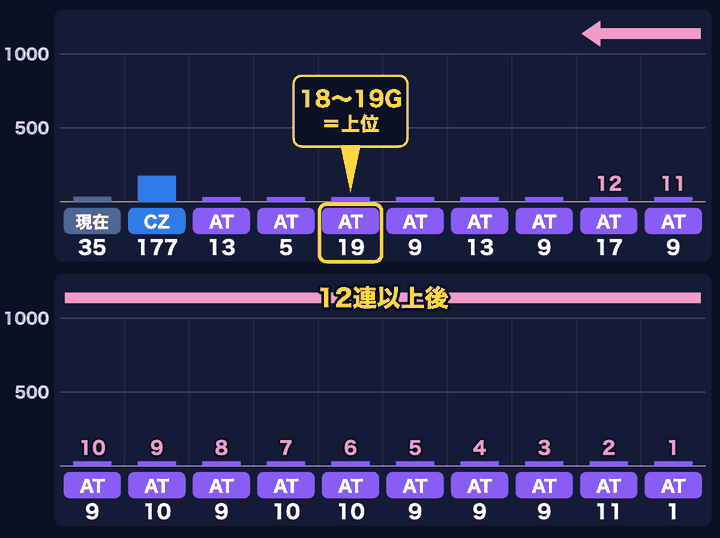 1000
500
18〜19G
＝上位
12 11
現在 CZ AT AT AT AT AT AT AT AT
35 177 13 5 19 9 13 9 17 9
12連以上後
1000
500
10 9 8 7 6 5 4 3 2 1
AT AT AT AT AT AT AT AT AT AT
9 10 9 10 10 9 9 9 11 1